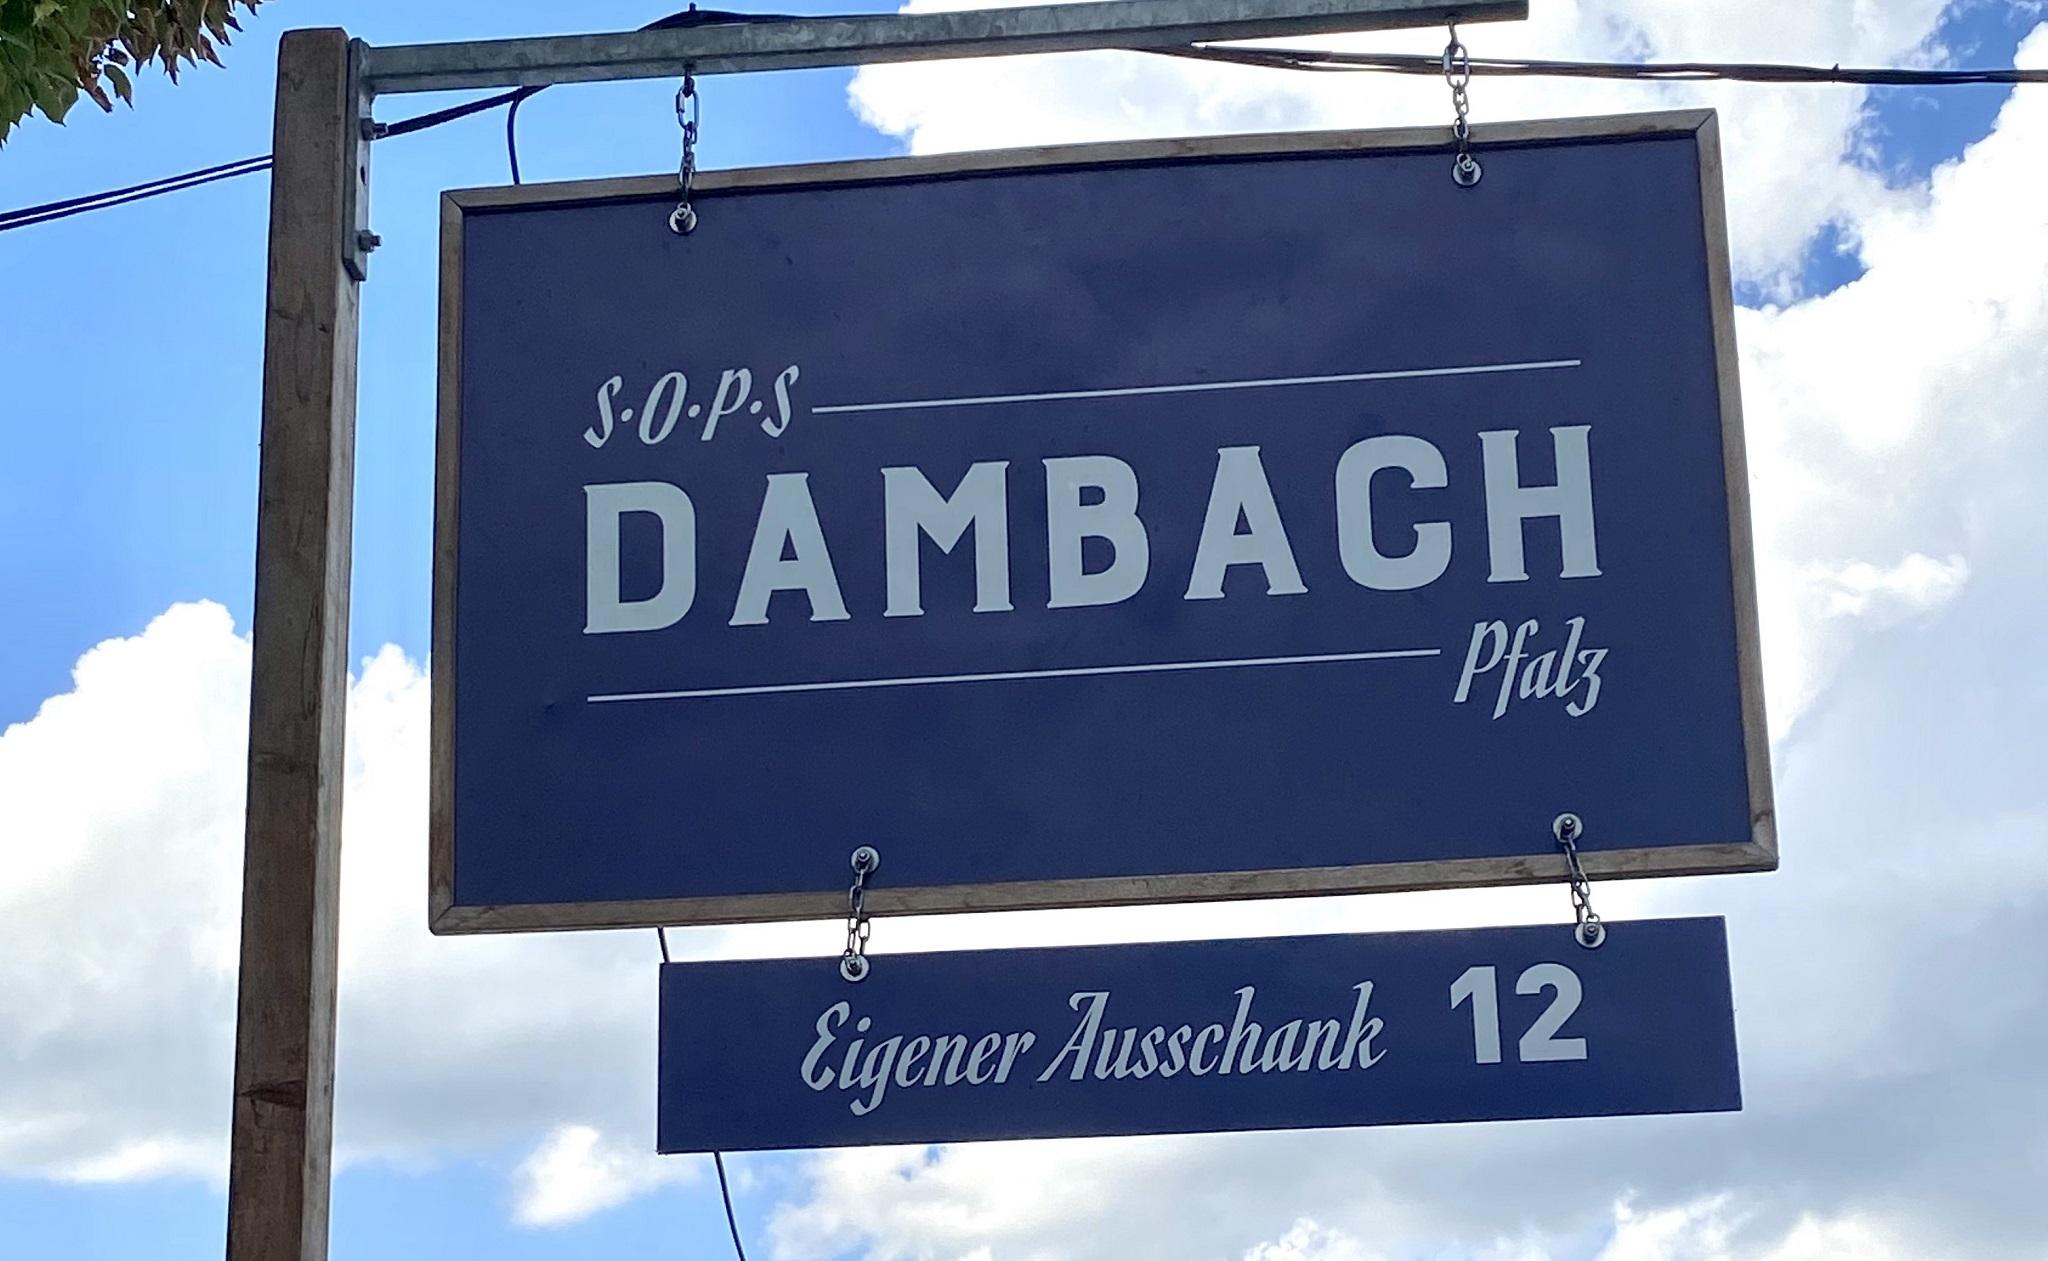 S.O.P.S
DAMBACH
Pfalz
Eigener Ausschank 12